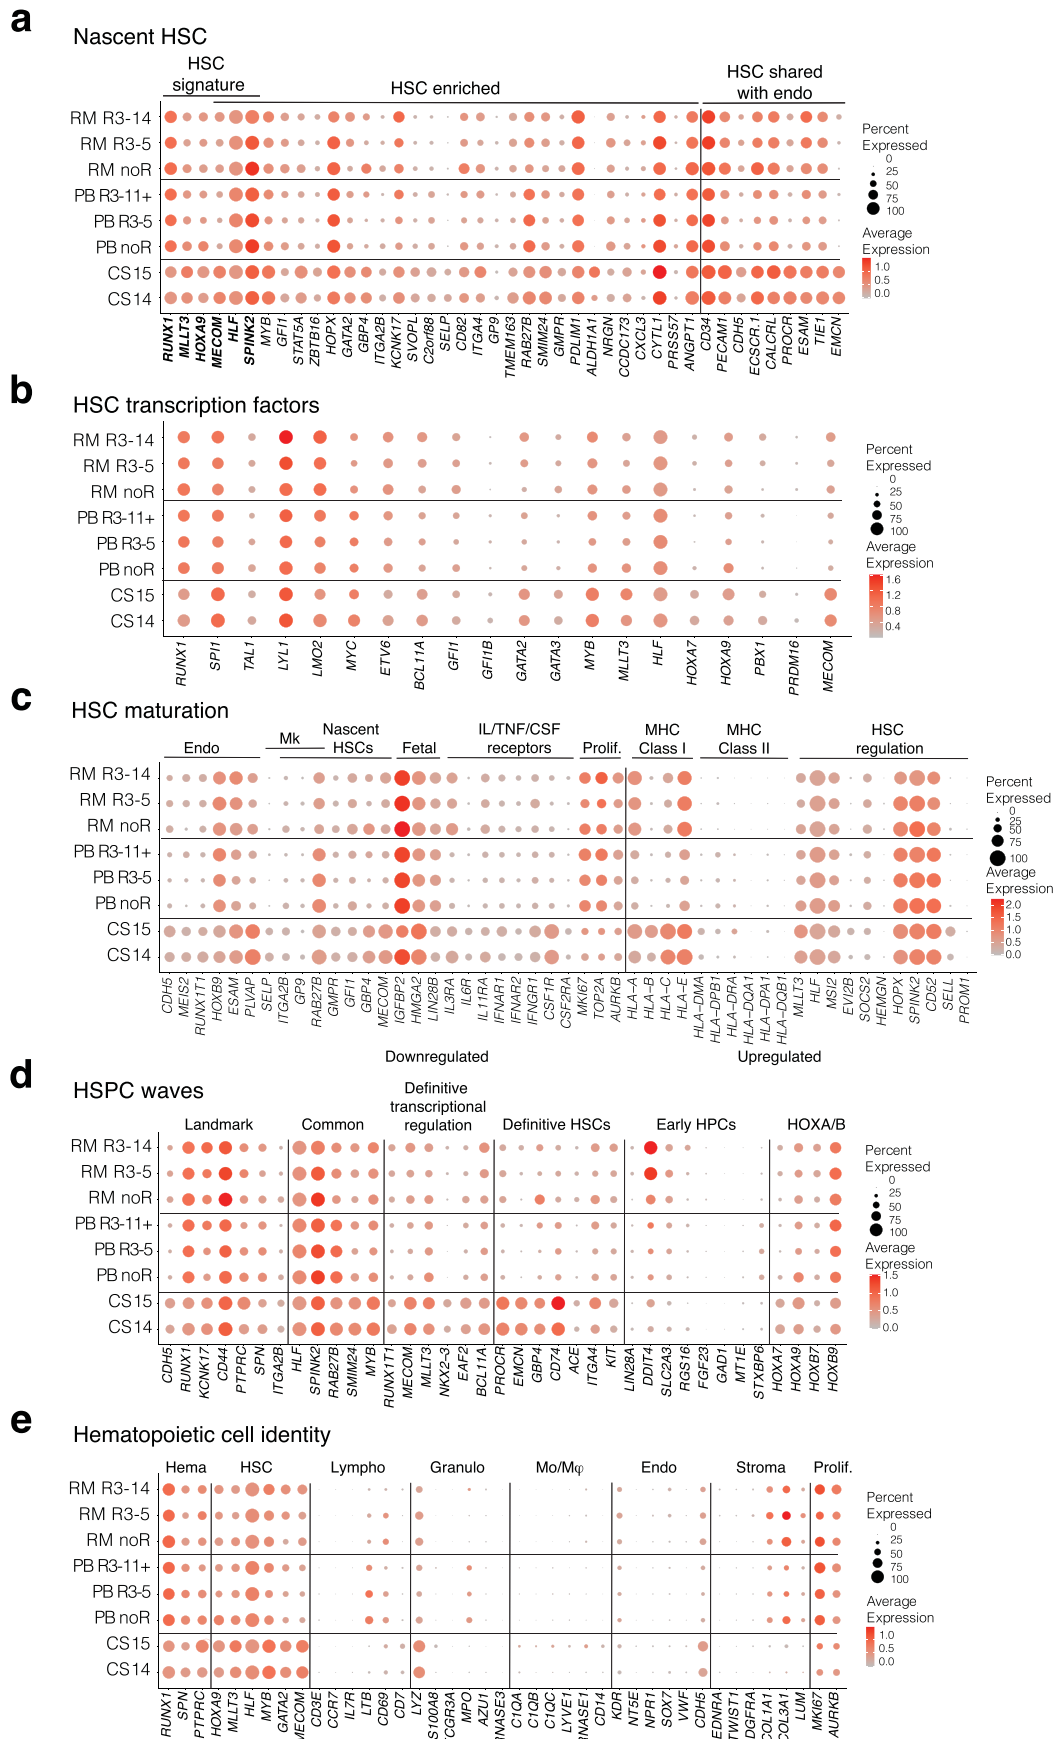 a
Nascent HSC
HSC signature
HSC enriched
HSC shared with endo
RM R3-14
RM R3-5
RM noR
PB R3-11+
PB R3-5
PB noR
CS15
CS14
Percent Expressed
0
25
50
75
100
Average Expression
1.0
0.5
0.0
RUNX1 MLLT3 HOXA9 MECOM HLF SPINK2 MYB GFI1 STAT5A ZBTB16 HOPX GATA2 GBP4 ITGA2B KCNK17 SVOPL C2orf88 SELP CD82 ITGA4 GP9 TMEM163 RAB27B SMIM24 GMPR PDLIM1 ALDH1A1 NRGN CCDC173 CXCL3 CYTL1 PRSS57 ANGPT1 CD34 PECAM1 CDH5 ECSCR.1 CALCRL PROCR ESAM TIE1 EMCN
b
HSC transcription factors
RM R3-14
RM R3-5
RM noR
PB R3-11+
PB R3-5
PB noR
CS15
CS14
Percent Expressed
0
25
50
75
100
Average Expression
1.6
1.2
0.8
0.4
RUNX1 SPI1 TAL1 LYL1 LMO2 MYC ETV6 BCL11A GFI1 GFI1B GATA2 GATA3 MYB MLLT3 HLF HOXA7 HOXA9 PBX1 PRDM16 MECOM
c
HSC maturation
Endo
Mk
Nascent HSCs
Fetal
IL/TNF/CSF receptors
Prolif.
MHC Class I
MHC Class II
HSC regulation
RM R3-14
RM R3-5
RM noR
PB R3-11+
PB R3-5
PB noR
CS15
CS14
Percent Expressed
0
25
50
75
100
Average Expression
2.0
1.5
1.0
0.5
0.0
CDH5 MEIS2 RUNX1T1 HOXB9 ESAM PLVAP SELP ITGA2B GP9 RAB27B GMPR GFI1 GBP4 MECOM IGFBP2 HMGA2 LIN28B IL3RA IL6R IL11RA IFNAR1 IFNAR2 IFNGR1 CSF1R CSF2RA MKI67 TOP2A AURKB HLA-A HLA-B HLA-C HLA-E HLA-DMA HLA-DPB1 HLA-DRA HLA-DQA1 HLA-DPA1 HLA-DQB1 MLLT3 HLF MSI2 EVI2B SOCS2 HEMGN HOPX SPINK2 CD52 SELL PROM1
Downregulated
Upregulated
d
HSPC waves
Landmark
Common
Definitive transcriptional regulation
Definitive HSCs
Early HPCs
HOXA/B
RM R3-14
RM R3-5
RM noR
PB R3-11+
PB R3-5
PB noR
CS15
CS14
Percent Expressed
0
25
50
75
100
Average Expression
1.5
1.0
0.5
0.0
CDH5 RUNX1 KCNK17 CD44 PTPRC SPN ITGA2B HLF SPINK2 RAB27B SMIM24 MYB RUNX1T1 MECOM MLLT3 NKX2-3 EAF2 BCL11A PROCR EMCN GBP4 CD74 ACE ITGA4 KIT LIN28A DDIT4 SLC2A3 RGS16 FGF23 GAD1 MT1E STXBP6 HOXA7 HOXA9 HOXB7 HOXB9
e
Hematopoietic cell identity
Hema
HSC
Lympho
Granulo
Mo/Mφ
Endo
Stroma
Prolif.
RM R3-14
RM R3-5
RM noR
PB R3-11+
PB R3-5
PB noR
CS15
CS14
Percent Expressed
0
25
50
75
100
Average Expression
1.0
0.5
0.0
RUNX1 SPN PTPRC HOXA9 MLLT3 HLF MYB GATA2 MECOM CD3E CCR7 IL7R LTB CD69 CD7 LYZ S100A8 CGR3A MPO AZU1 RNASE3 C1QA C1QB C1QC LYVE1 RNASE1 CD14 KDR NT5E NPR1 SOX7 VWF CDH5 EDNRA TWIST1 DGFRA COL1A1 COL3A1 LUM MKI67 AURKB